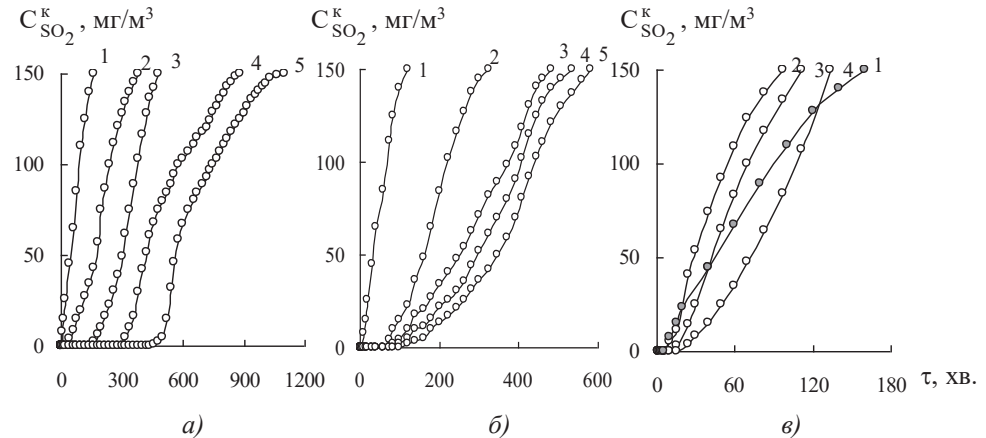 C^к_SO₂, мг/м³ C^к_SO₂, мг/м³ C^к_SO₂, мг/м³
1 2 3 4 5 1 2 3 4 5 2 3 4 1
150 150 150
100 100 100
50 50 50
0 0 0
0 300 600 900 1200 0 200 400 600 0 60 120 180 τ, хв.
а) б) в)